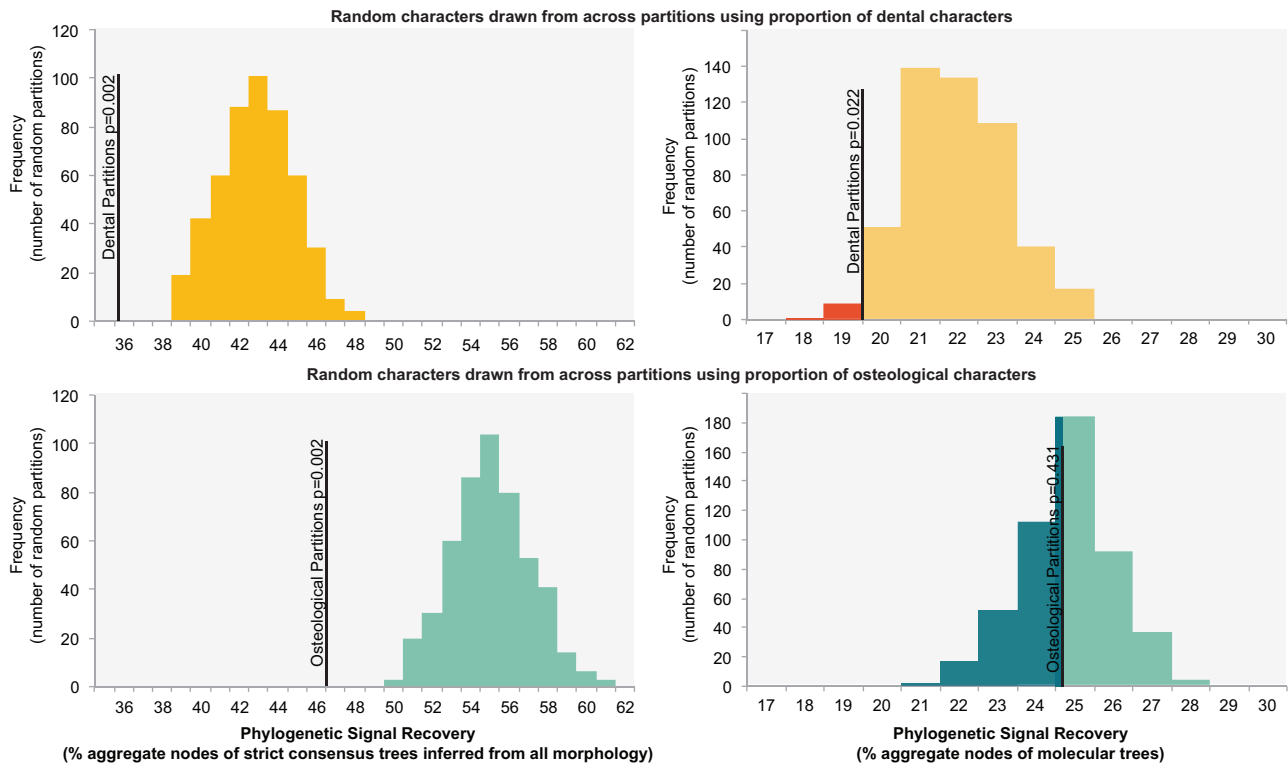 Random characters drawn from across partitions using proportion of dental characters
Frequency
(number of random partitions)
120
100
80
60
40
20
0
Dental Partitions p=0.002
36 38 40 42 44 46 50 52 54 56 58 60 62
Frequency
(number of random partitions)
140
120
100
80
60
40
20
0
Dental Partitions p=0.022
17 18 19 20 21 22 23 24 25 26 27 28 29 30
Random characters drawn from across partitions using proportion of osteological characters
Frequency
(number of random partitions)
120
100
80
60
40
20
0
Osteological Partitions p=0.002
36 38 40 42 44 46 48 50 52 54 56 58 60 62
Phylogenetic Signal Recovery
(% aggregate nodes of strict consensus trees inferred from all morphology)
Frequency
(number of random partitions)
180
160
140
120
100
80
60
40
20
0
Osteological Partitions p=0.431
17 18 19 20 21 22 23 24 25 26 27 28 29 30
Phylogenetic Signal Recovery
(% aggregate nodes of molecular trees)